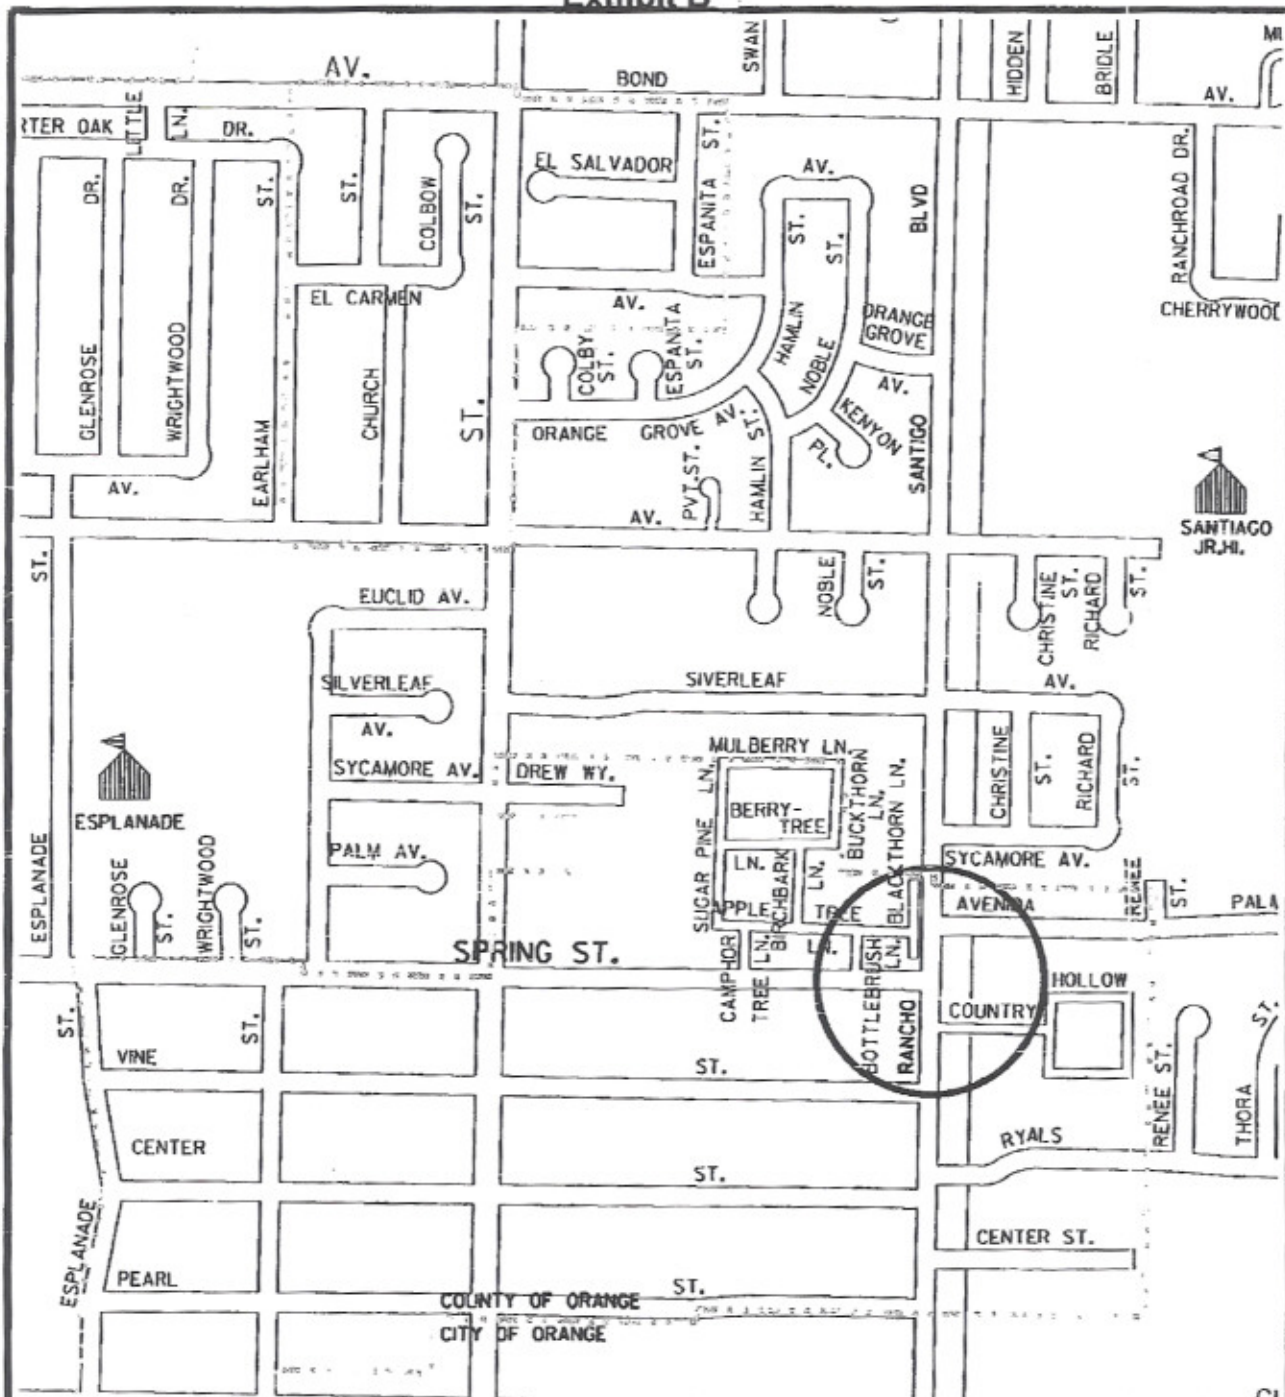 AV.
BOND
SWAN
HIDDEN
BRIDLE
AV.
RTER OAK
LITTLE
LN.
DR.
EL SALVADOR
ESPANITA ST.
AV.
BLVD
RANCHROAD DR.
DR.
DR.
ST.
ST.
COLBOW
ST.
EL CARMEN
AV.
ST.
ST.
CHERRYWOOD
GLENROSE
WRIGHTWOOD
EARLHAM
CHURCH
ST.
COLBY
ST.
ESPANITA
ST.
HAMLIN
NOBLE
ORANGE
GROVE
AV.
ORANGE
GROVE
AV.
KENYON
PL.
SANTIGO
AV.
AV.
PVT.ST.
HAMLIN ST.
SANTIAGO
JR.HI.
ST.
EUCLID AV.
NOBLE
ST.
CHRISTINE
ST.
RICHARD
ST.
SILVERLEAF
AV.
SIVERLEAF
AV.
SYCAMORE AV.
DREW WY.
MULBERRY LN.
SUGAR PINE LN.
BERRY-
TREE
LN.
BUCKTHORN
LN.
BLACKTHORN LN.
CHRISTINE
ST.
RICHARD
ST.
ESPLANADE
ESPLANADE
PALM AV.
BIRCHBARK
LN.
APPLE
TREE
LN.
SYCAMORE AV.
AVENIDA
RENEE
ST.
PALA
GLENROSE
ST.
WRIGHTWOOD
ST.
SPRING ST.
CAMPHOR
TREE LN.
BOTTLEBRUSH
LN.
RANCHO
COUNTRY
HOLLOW
ST.
VINE
ST.
ST.
RENEE ST.
THORA
ST.
CENTER
ST.
RYALS
ESPLANADE
CENTER ST.
PEARL
ST.
COUNTY OF ORANGE
CITY OF ORANGE